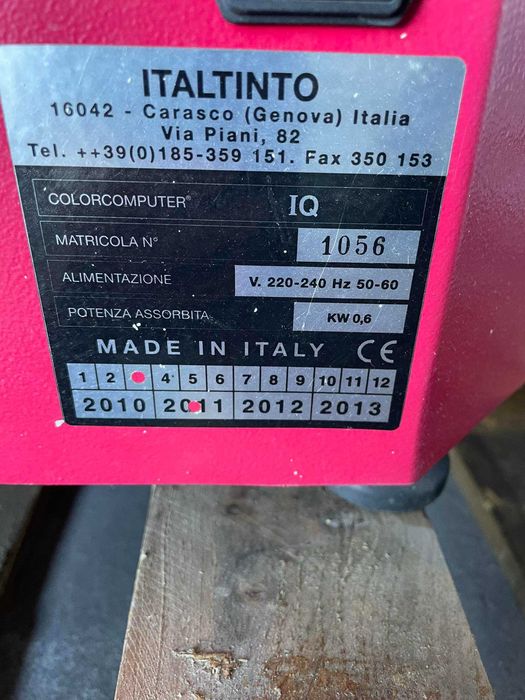 ITALTINTO
16042 - Carasco (Genova) Italia
Via Piani, 82
Tel. ++39(0)185-359 151. Fax 350 153
COLORCOMPUTER® IQ
MATRICOLA N° 1056
ALIMENTAZIONE V. 220-240 Hz 50-60
POTENZA ASSORBITA KW 0,6
MADE IN ITALY CE
1 2 4 5 6 7 8 9 10 11 12
2010 2011 2012 2013